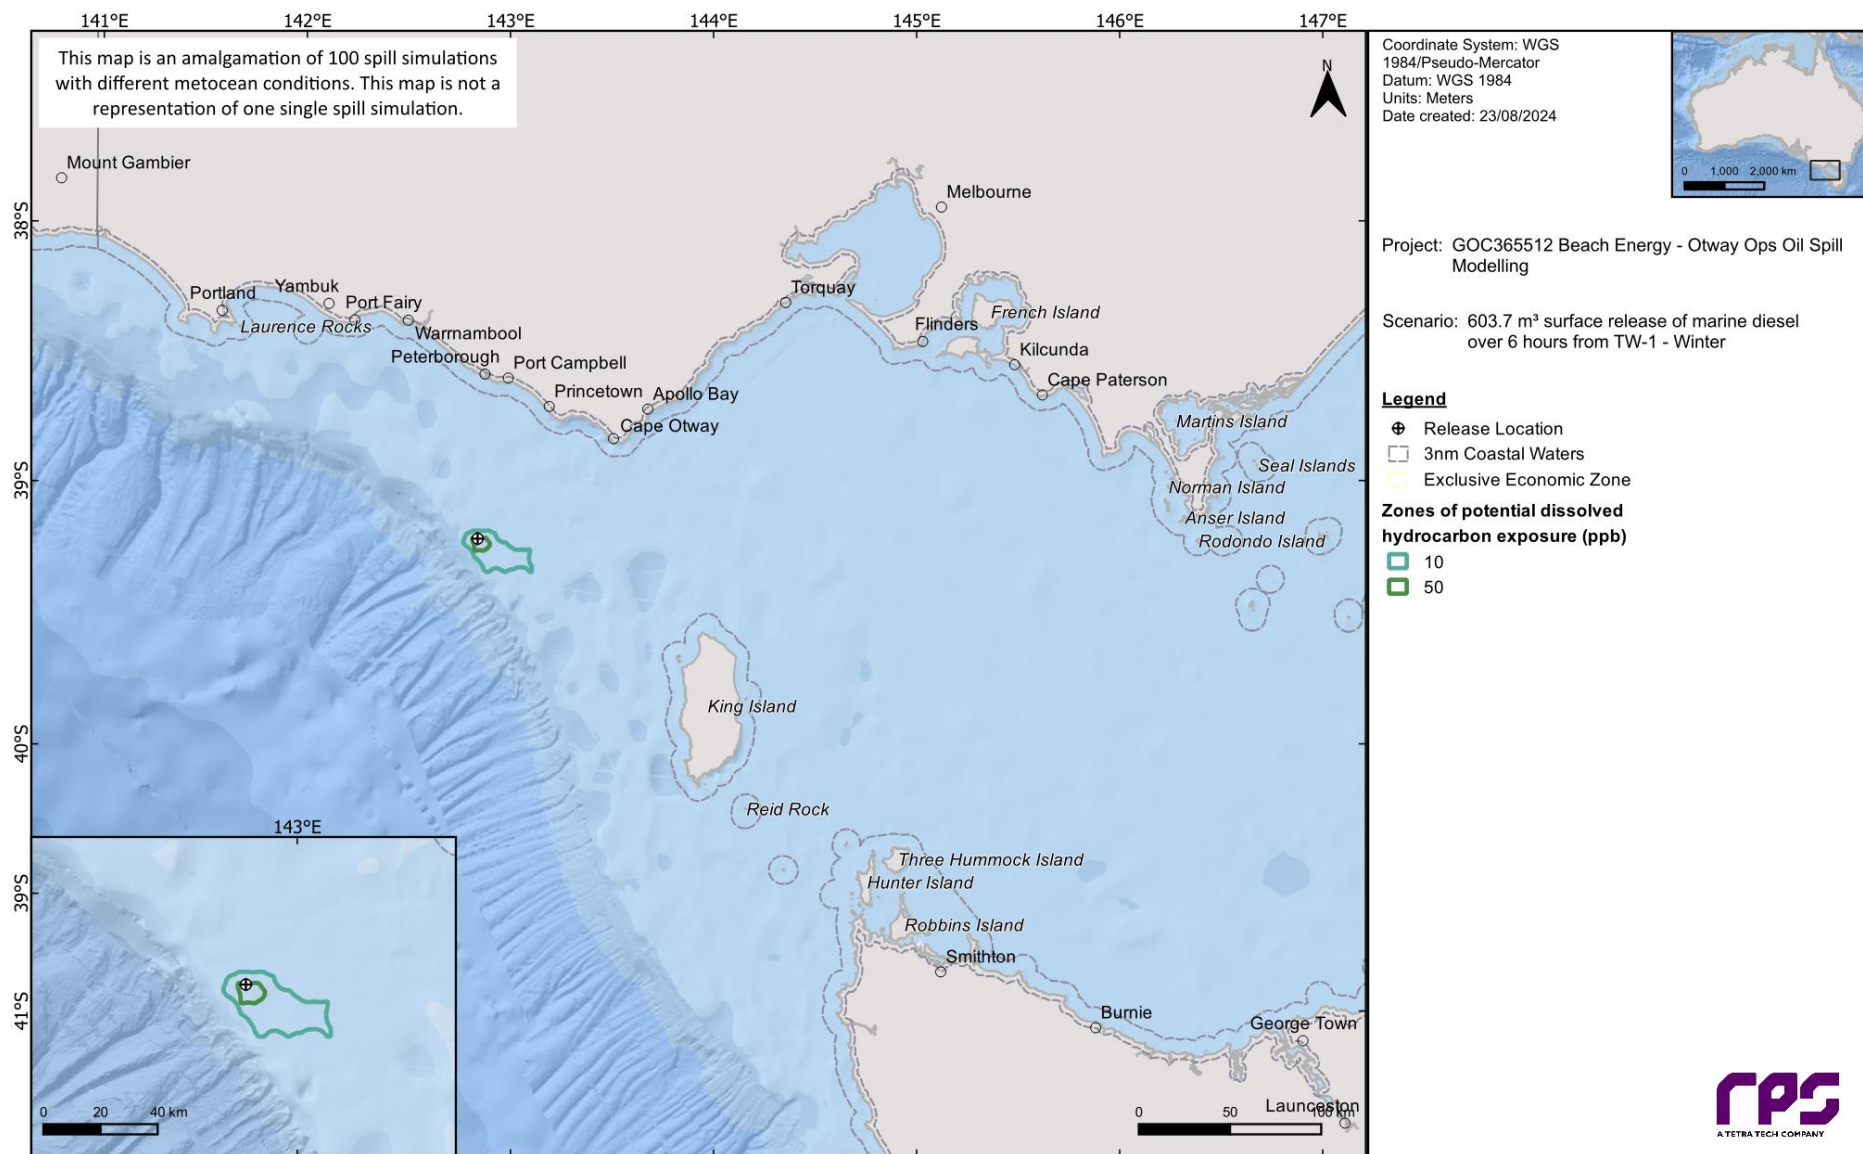 141°E 142°E 143°E 144°E 145°E 146°E 147°E
This map is an amalgamation of 100 spill simulations
with different metocean conditions. This map is not a
representation of one single spill simulation.
N
Mount Gambier
Melbourne
38°S
Portland
Yambuk
Port Fairy
Laurence Rocks
Warrnambool
Torquay
French Island
Flinders
Peterborough
Port Campbell
Kilcunda
Princetown
Apollo Bay
Cape Paterson
Cape Otway
Martins Island
39°S
Seal Islands
Norman Island
Anser Island
Rodondo Island
King Island
40°S
Reid Rock
Three Hummock Island
Hunter Island
Robbins Island
Smithton
41°S
Burnie
George Town
Launceston
0 50 100 km
143°E
39°S
0 20 40 km
Coordinate System: WGS
1984/Pseudo-Mercator
Datum: WGS 1984
Units: Meters
Date created: 23/08/2024
0 1,000 2,000 km
Project: GOC365512 Beach Energy - Otway Ops Oil Spill
Modelling
Scenario: 603.7 m³ surface release of marine diesel
over 6 hours from TW-1 - Winter
Legend
Release Location
3nm Coastal Waters
Exclusive Economic Zone
Zones of potential dissolved
hydrocarbon exposure (ppb)
10
50
rps
A TETRA TECH COMPANY